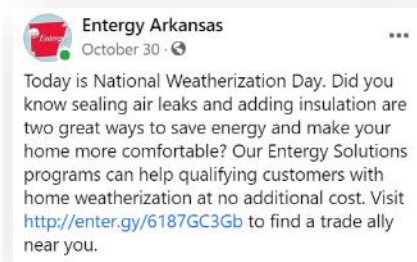 Entergy
Entergy Arkansas
October 30 ·
Today is National Weatherization Day. Did you
know sealing air leaks and adding insulation are
two great ways to save energy and make your
home more comfortable? Our Entergy Solutions
programs can help qualifying customers with
home weatherization at no additional cost. Visit
http://enter.gy/6187GC3Gb to find a trade ally
near you.